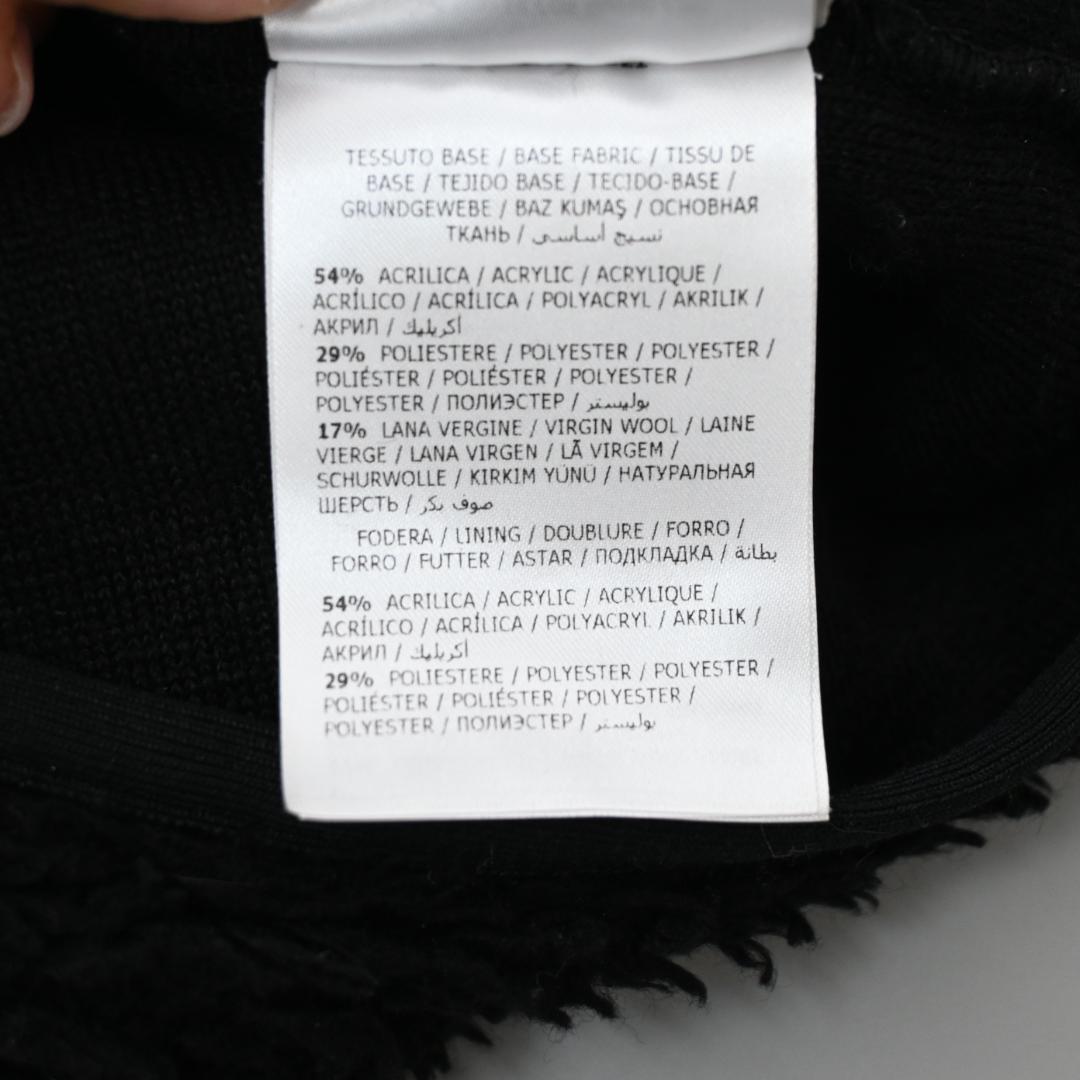 TESSUTO BASE / BASE FABRIC / TISSU DE
BASE / TEJIDO BASE / TECIDO-BASE /
GRUNDGEWEBE / BAZ KUMAŞ / ОСНОВНАЯ
ТКАНЬ / نسيج أساسي
54% ACRILICA / ACRYLIC / ACRYLIQUE /
ACRÍLICO / ACRÍLICA / POLYACRYL / AKRILIK /
АКРИЛ / أكريليك
29% POLIESTERE / POLYESTER / POLYESTER /
POLIÉSTER / POLIÉSTER / POLYESTER /
POLYESTER / ПОЛИЭСТЕР / بوليستر
17% LANA VERGINE / VIRGIN WOOL / LAINE
VIERGE / LANA VIRGEN / LÃ VIRGEM /
SCHURWOLLE / KIRKIM YÜNÜ / НАТУРАЛЬНАЯ
ШЕРСТЬ / صوف بكر
FODERA / LINING / DOUBLURE / FORRO /
FORRO / FUTTER / ASTAR / ПОДКЛАДКА / بطانة
54% ACRILICA / ACRYLIC / ACRYLIQUE /
ACRÍLICO / ACRÍLICA / POLYACRYL / AKRILIK /
АКРИЛ / أكريليك
29% POLIESTERE / POLYESTER / POLYESTER /
POLIÉSTER / POLIÉSTER / POLYESTER /
POLYESTER / ПОЛИЭСТЕР / بوليستر